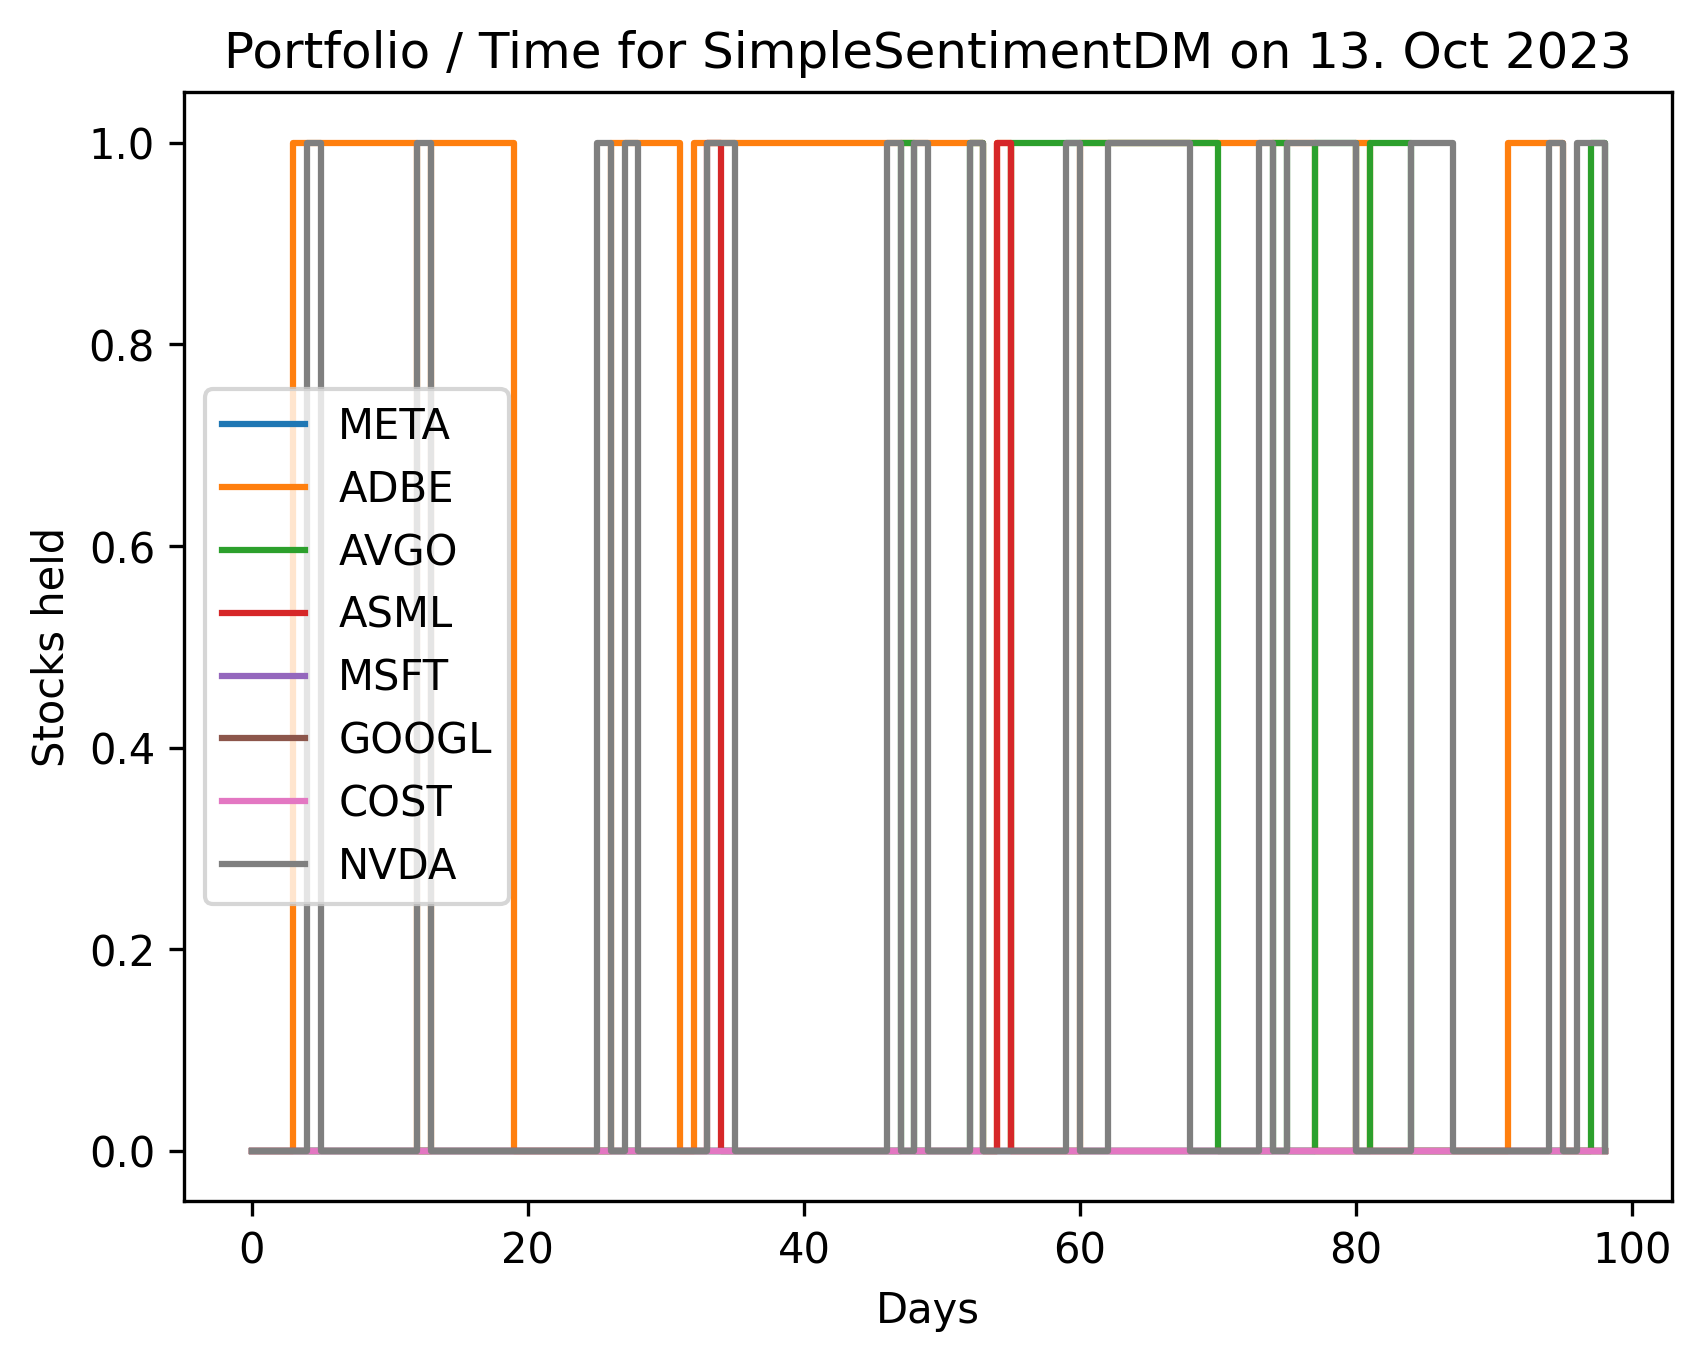 Portfolio / Time for SimpleSentimentDM on 13. Oct 2023
Stocks held
1.0
0.8
0.6
0.4
0.2
0.0
META
ADBE
AVGO
ASML
MSFT
GOOGL
COST
NVDA
0 20 40 60 80 100
Days